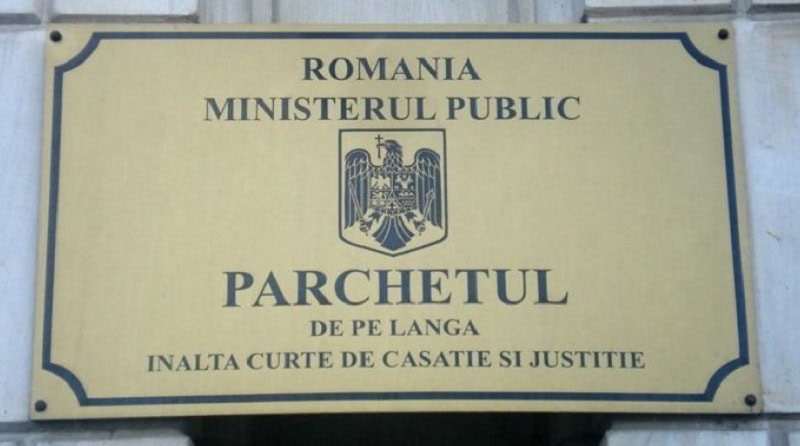 ROMANIA
MINISTERUL PUBLIC
PARCHETUL
DE PE LANGA
INALTA CURTE DE CASATIE SI JUSTITIE